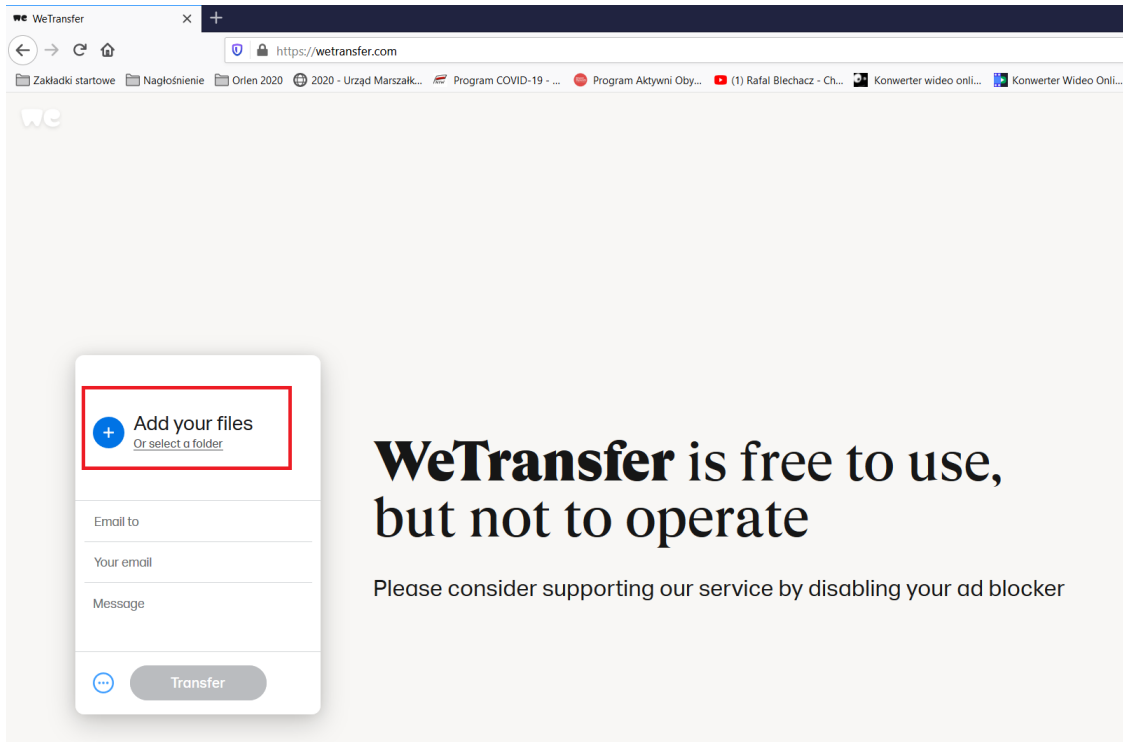 we WeTransfer
https://wetransfer.com
Zakładki startowe Nagłośnienie Orlen 2020 2020 - Urząd Marszałk... Program COVID-19 - ... Program Aktywni Oby... (1) Rafal Blechacz - Ch... Konwerter wideo onli... Konwerter Wideo Onli...
we
Add your files
Or select a folder
WeTransfer is free to use,
but not to operate
Please consider supporting our service by disabling your ad blocker
Email to
Your email
Message
Transfer